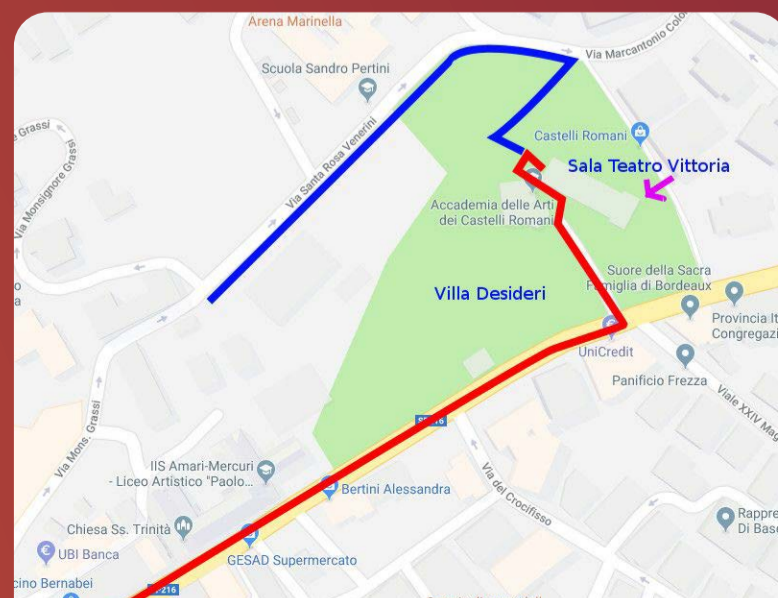 Arena Marinella
Via Marcantonio Colon
Scuola Sandro Pertini
Castelli Romani
Sala Teatro Vittoria
e Grassi
Via Monsignore Grassi
Via Santa Rosa Venerini
Accademia delle Arti
dei Castelli Romani
Suore della Sacra
Famiglia di Bordeaux
Villa Desideri
Provincia It
Congregazi
UniCredit
Panificio Frezza
Viale XXIV Mag
Via Mons. Grassi
IIS Amari-Mercuri
- Liceo Artistico "Paolo...
Bertini Alessandra
Via del Crocifisso
Chiesa Ss. Trinità
UBI Banca
GESAD Supermercato
Rappre
Di Bas
cino Bernabei